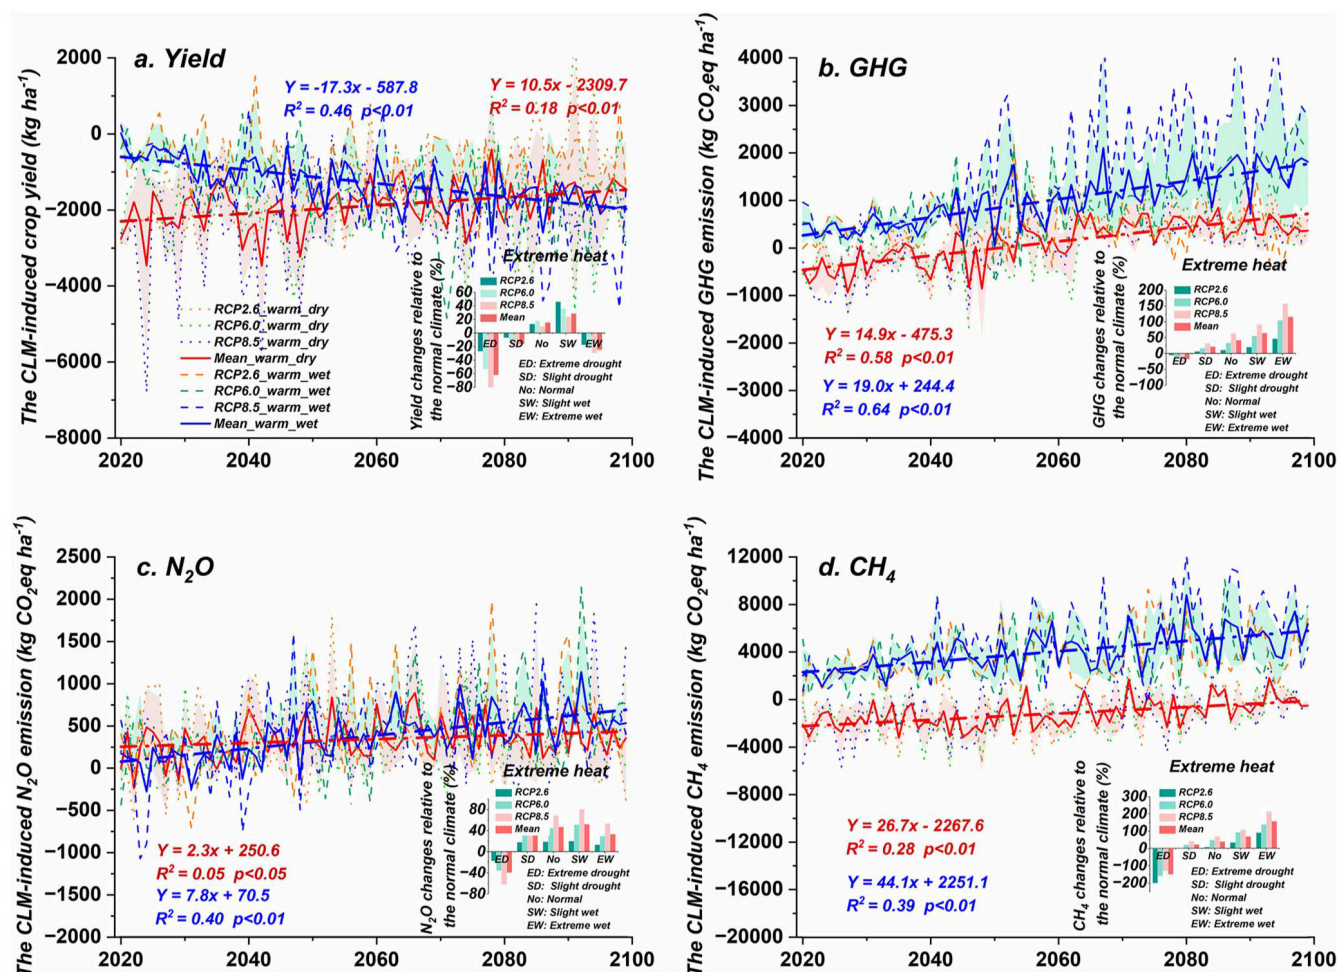 a. Yield
The CLM-induced crop yield (kg ha-1)
2000
0
−2000
−4000
−6000
−8000
Y = -17.3x - 587.8
R2 = 0.46 p<0.01
Y = 10.5x - 2309.7
R2 = 0.18 p<0.01
RCP2.6_warm_dry
RCP6.0_warm_dry
RCP8.5_warm_dry
Mean_warm_dry
RCP2.6_warm_wet
RCP6.0_warm_wet
RCP8.5_warm_wet
Mean_warm_wet
Yield changes relative to
the normal climate (%)
Extreme heat
RCP2.6
RCP6.0
RCP8.5
Mean
60
40
20
0
−20
−40
−60
−80
ED SD No SW EW
ED: Extreme drought
SD: Slight drought
No: Normal
SW: Slight wet
EW: Extreme wet
2020 2040 2060 2080 2100
b. GHG
The CLM-induced GHG emission (kg CO2eq ha-1)
4000
3000
2000
1000
0
−1000
−2000
−3000
−4000
Y = 14.9x - 475.3
R2 = 0.58 p<0.01
Y = 19.0x + 244.4
R2 = 0.64 p<0.01
GHG changes relative to
the normal climate (%)
Extreme heat
RCP2.6
RCP6.0
RCP8.5
Mean
200
150
100
50
0
−50
−100
ED SD No SW EW
ED: Extreme drought
SD: Slight drought
No: Normal
SW: Slight wet
EW: Extreme wet
2020 2040 2060 2080 2100
c. N2O
The CLM-induced N2O emission (kg CO2eq ha-1)
2500
2000
1500
1000
500
0
−500
−1000
−1500
−2000
Y = 2.3x + 250.6
R2 = 0.05 p<0.05
Y = 7.8x + 70.5
R2 = 0.40 p<0.01
N2O changes relative to
the normal climate (%)
Extreme heat
RCP2.6
RCP6.0
RCP8.5
Mean
80
40
0
−40
−80
ED SD No SW EW
ED: Extreme drought
SD: Slight drought
No: Normal
SW: Slight wet
EW: Extreme wet
2020 2040 2060 2080 2100
d. CH4
The CLM-induced CH4 emission (kg CO2eq ha-1)
12000
8000
4000
0
−4000
−8000
−12000
−16000
−20000
Y = 26.7x - 2267.6
R2 = 0.28 p<0.01
Y = 44.1x + 2251.1
R2 = 0.39 p<0.01
CH4 changes relative to
the normal climate (%)
Extreme heat
RCP2.6
RCP6.0
RCP8.5
Mean
300
200
100
0
−100
−200
ED SD No SW EW
ED: Extreme drought
SD: Slight drought
No: Normal
SW: Slight wet
EW: Extreme wet
2020 2040 2060 2080 2100